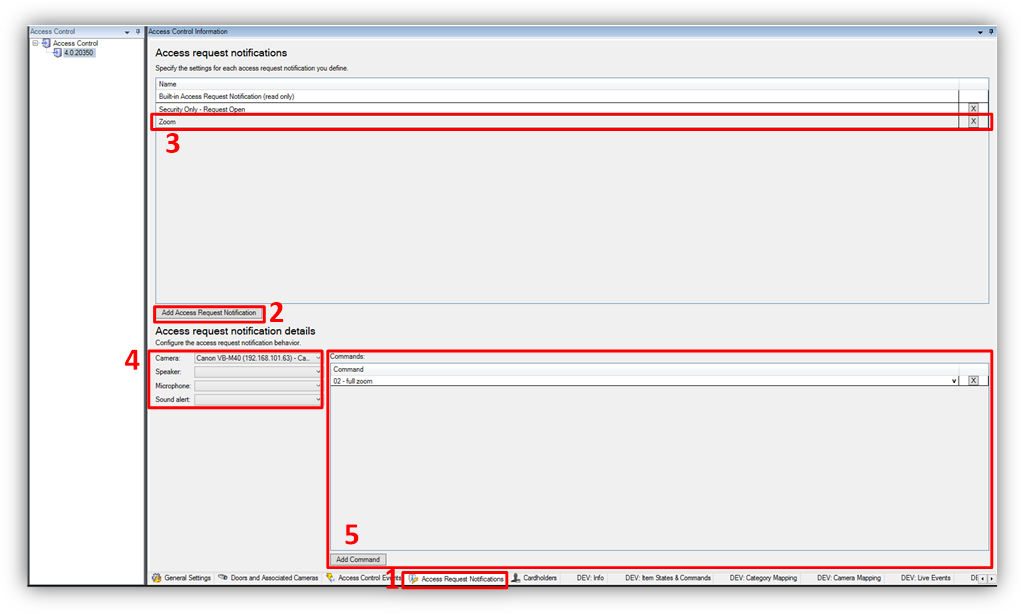 Access Control
Access Control Information
Access Control
4.0.20350
Access request notifications
Specify the settings for each access request notification you define.
Name
Built-in Access Request Notification (read only)
Security Only - Request Open X
Zoom X
3
Add Access Request Notification 2
Access request notification details
Configure the access request notification behavior.
4
Camera: Canon VB-M40 (192.168.101.63) - Ca...
Speaker:
Microphone:
Sound alert:
Commands:
Command
02 - full zoom v X
5
Add Command
General Settings Doors and Associated Cameras Access Control Events 1 Access Request Notifications Cardholders DEV: Info DEV: Item States & Commands DEV: Category Mapping DEV: Camera Mapping DEV: Live Events DE